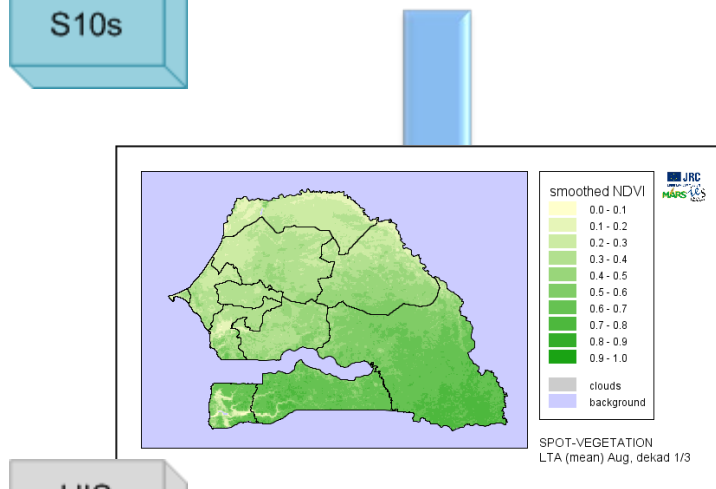 S10s
smoothed NDVI
0.0 - 0.1
0.1 - 0.2
0.2 - 0.3
0.3 - 0.4
0.4 - 0.5
0.5 - 0.6
0.6 - 0.7
0.7 - 0.8
0.8 - 0.9
0.9 - 1.0
clouds
background
JRC
MARS
ies
SPOT-VEGETATION
LTA (mean) Aug, dekad 1/3